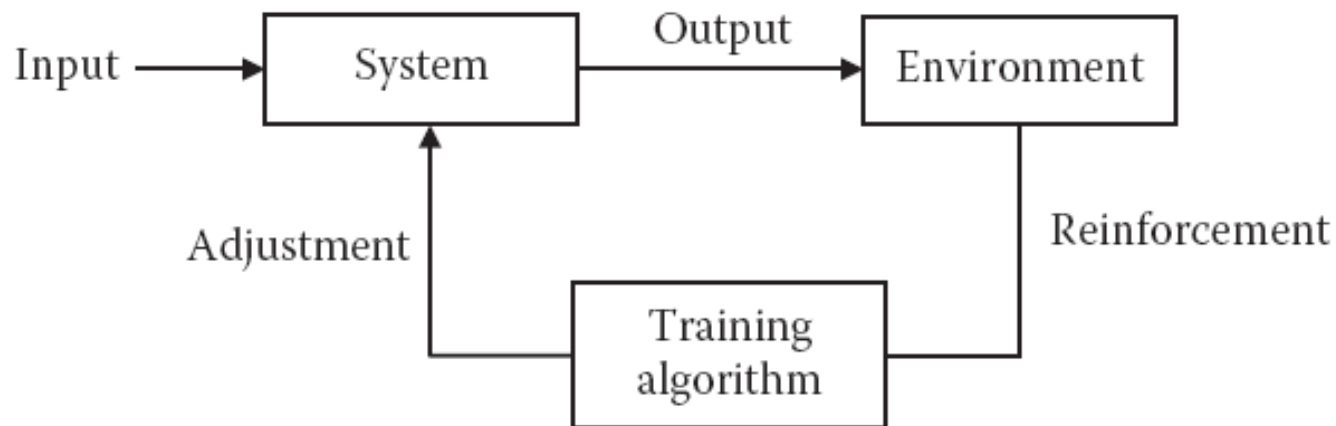 Output
Input
System
Environment
Adjustment
Reinforcement
Training
algorithm